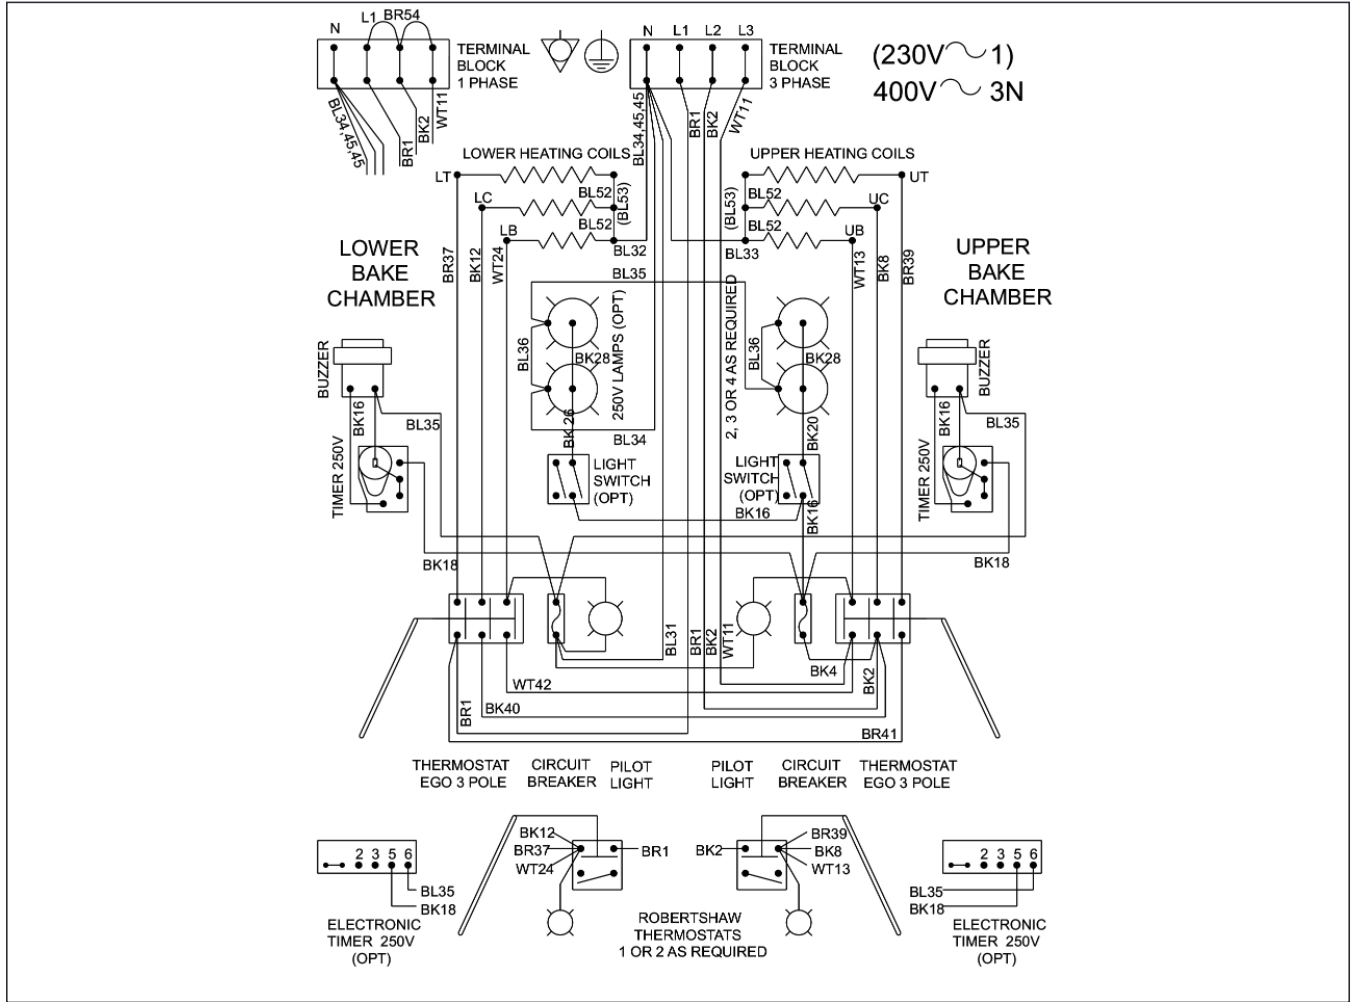 N L1 BR54
TERMINAL
BLOCK
1 PHASE
BL34,45,45
BR1
BK2
WT11
N L1 L2 L3
TERMINAL
BLOCK
3 PHASE
(230V 1)
400V 3N
BL34,45,45
BR1
BK2
WT11
LOWER HEATING COILS
UPPER HEATING COILS
LT
LC
LB
BL52
BL52
(BL53)
BL32
(BL53)
BL52
BL52
BL33
UT
UC
UB
BR37
BK12
WT24
WT13
BK8
BR39
LOWER
BAKE
CHAMBER
UPPER
BAKE
CHAMBER
BL35
BL36
BK28
250V LAMPS (OPT)
BK 26
BL34
2, 3 OR 4 AS REQUIRED
BL36
BK28
BK20
BUZZER
BK16
BL35
TIMER 250V
BUZZER
BK16
BL35
TIMER 250V
LIGHT
SWITCH
(OPT)
LIGHT
SWITCH
(OPT)
BK16
BK16
BK18
BK18
BL31
BR1
BK2
WT11
BK4
BK2
WT42
BR1
BK40
BR41
THERMOSTAT
EGO 3 POLE
CIRCUIT
BREAKER
PILOT
LIGHT
PILOT
LIGHT
CIRCUIT
BREAKER
THERMOSTAT
EGO 3 POLE
2 3 5 6
BL35
BK18
ELECTRONIC
TIMER 250V
(OPT)
BK12
BR37
WT24
BR1
BK2
BR39
BK8
WT13
ROBERTSHAW
THERMOSTATS
1 OR 2 AS REQUIRED
2 3 5 6
BL35
BK18
ELECTRONIC
TIMER 250V
(OPT)